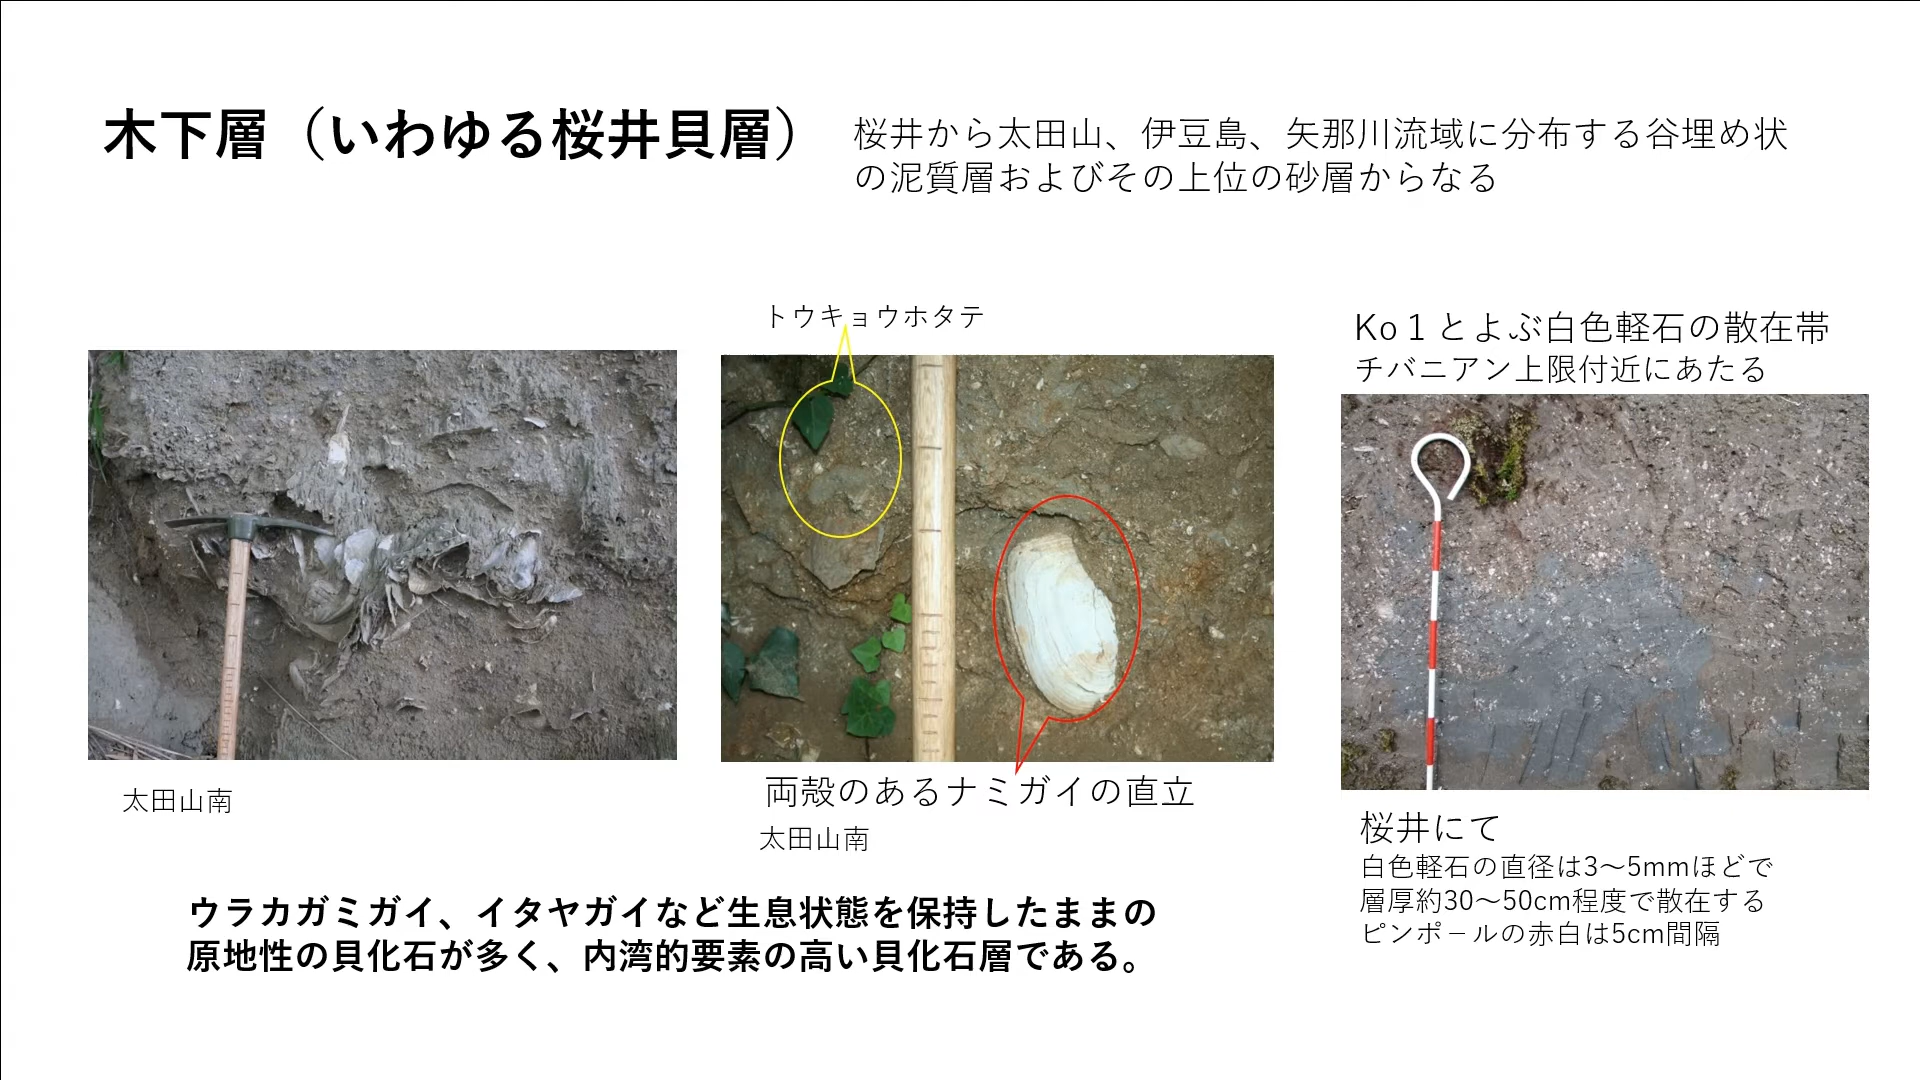 木下層（いわゆる桜井貝層）
桜井から太田山、伊豆島、矢那川流域に分布する谷埋め状
の泥質層およびその上位の砂層からなる
トウキョウホタテ
Ko１とよぶ白色軽石の散在帯
チバニアン上限付近にあたる
太田山南
両殻のあるナミガイの直立
太田山南
桜井にて
白色軽石の直径は3～5mmほどで
層厚約30～50cm程度で散在する
ピンポ－ルの赤白は5cm間隔
ウラカガミガイ、イタヤガイなど生息状態を保持したままの
原地性の貝化石が多く、内湾的要素の高い貝化石層である。